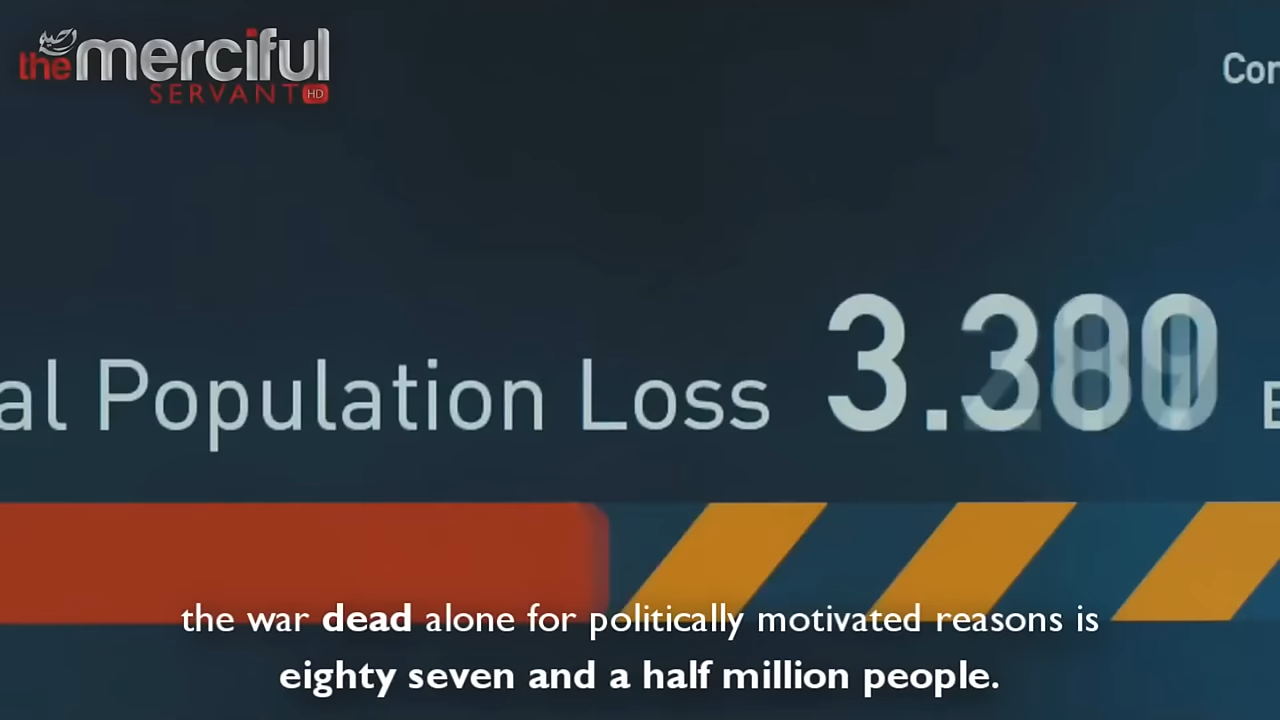 the merciful
SERVANT HD
Con
al Population Loss
the war dead alone for politically motivated reasons is
eighty seven and a half million people.